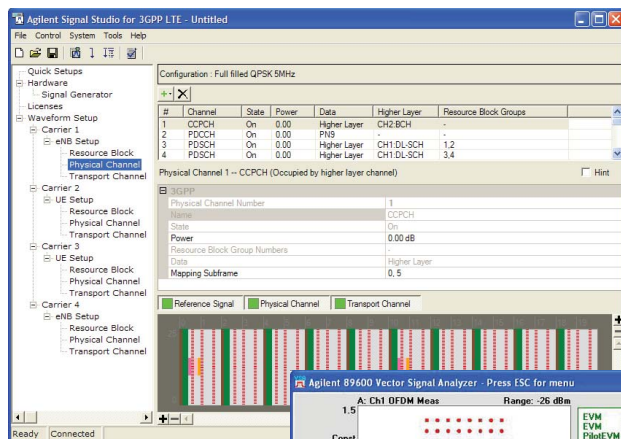 Agilent Signal Studio for 3GPP LTE - Untitled
File Control System Tools Help
Quick Setups
Hardware
Signal Generator
Licenses
Waveform Setup
Carrier 1
eNB Setup
Resource Block
Physical Channel
Transport Channel
Carrier 2
UE Setup
Resource Block
Physical Channel
Transport Channel
Carrier 3
UE Setup
Resource Block
Physical Channel
Transport Channel
Carrier 4
eNB Setup
Resource Block
Physical Channel
Transport Channel
Configuration : Full filled QPSK 5MHz
# Channel State Power Data Higher Layer Resource Block Groups
1 CCPCH On 0.00 Higher Layer CH2:BCH -
2 PDCCH On 0.00 PN9 - -
3 PDSCH On 0.00 Higher Layer CH1:DL-SCH 1,2
4 PDSCH On 0.00 Higher Layer CH1:DL-SCH 3,4
Physical Channel 1 -- CCPCH (Occupied by higher layer channel) Hint
3GPP
Physical Channel Number 1
Name CCPCH
State On
Power 0.00 dB
Resource Block Group Numbers -
Data Higher Layer
Mapping Subframe 0, 5
Reference Signal Physical Channel Transport Channel
Agilent 89600 Vector Signal Analyzer - Press ESC for menu
A: Ch1 OFDM Meas Range: -26 dBm
1.5
Const
EVM
EVM
PilotEVM
Ready Connected